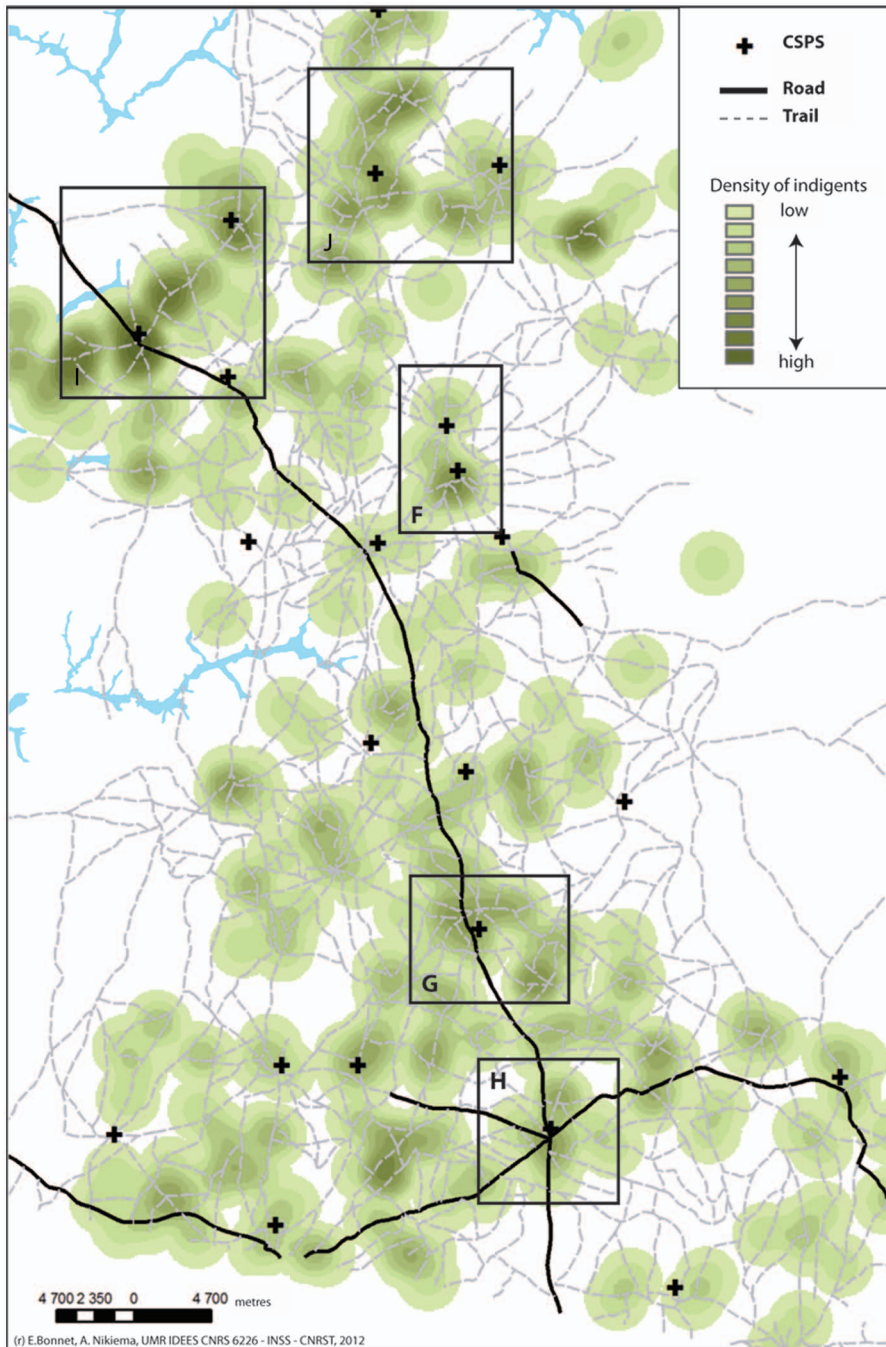 CSPS
Road
Trail
Density of indigents
low
high
J
I
F
G
H
4 700 2 350 0 4 700 metres
(r) E.Bonnet, A. Nikiema, UMR IDEES CNRS 6226 - INSS - CNRST, 2012